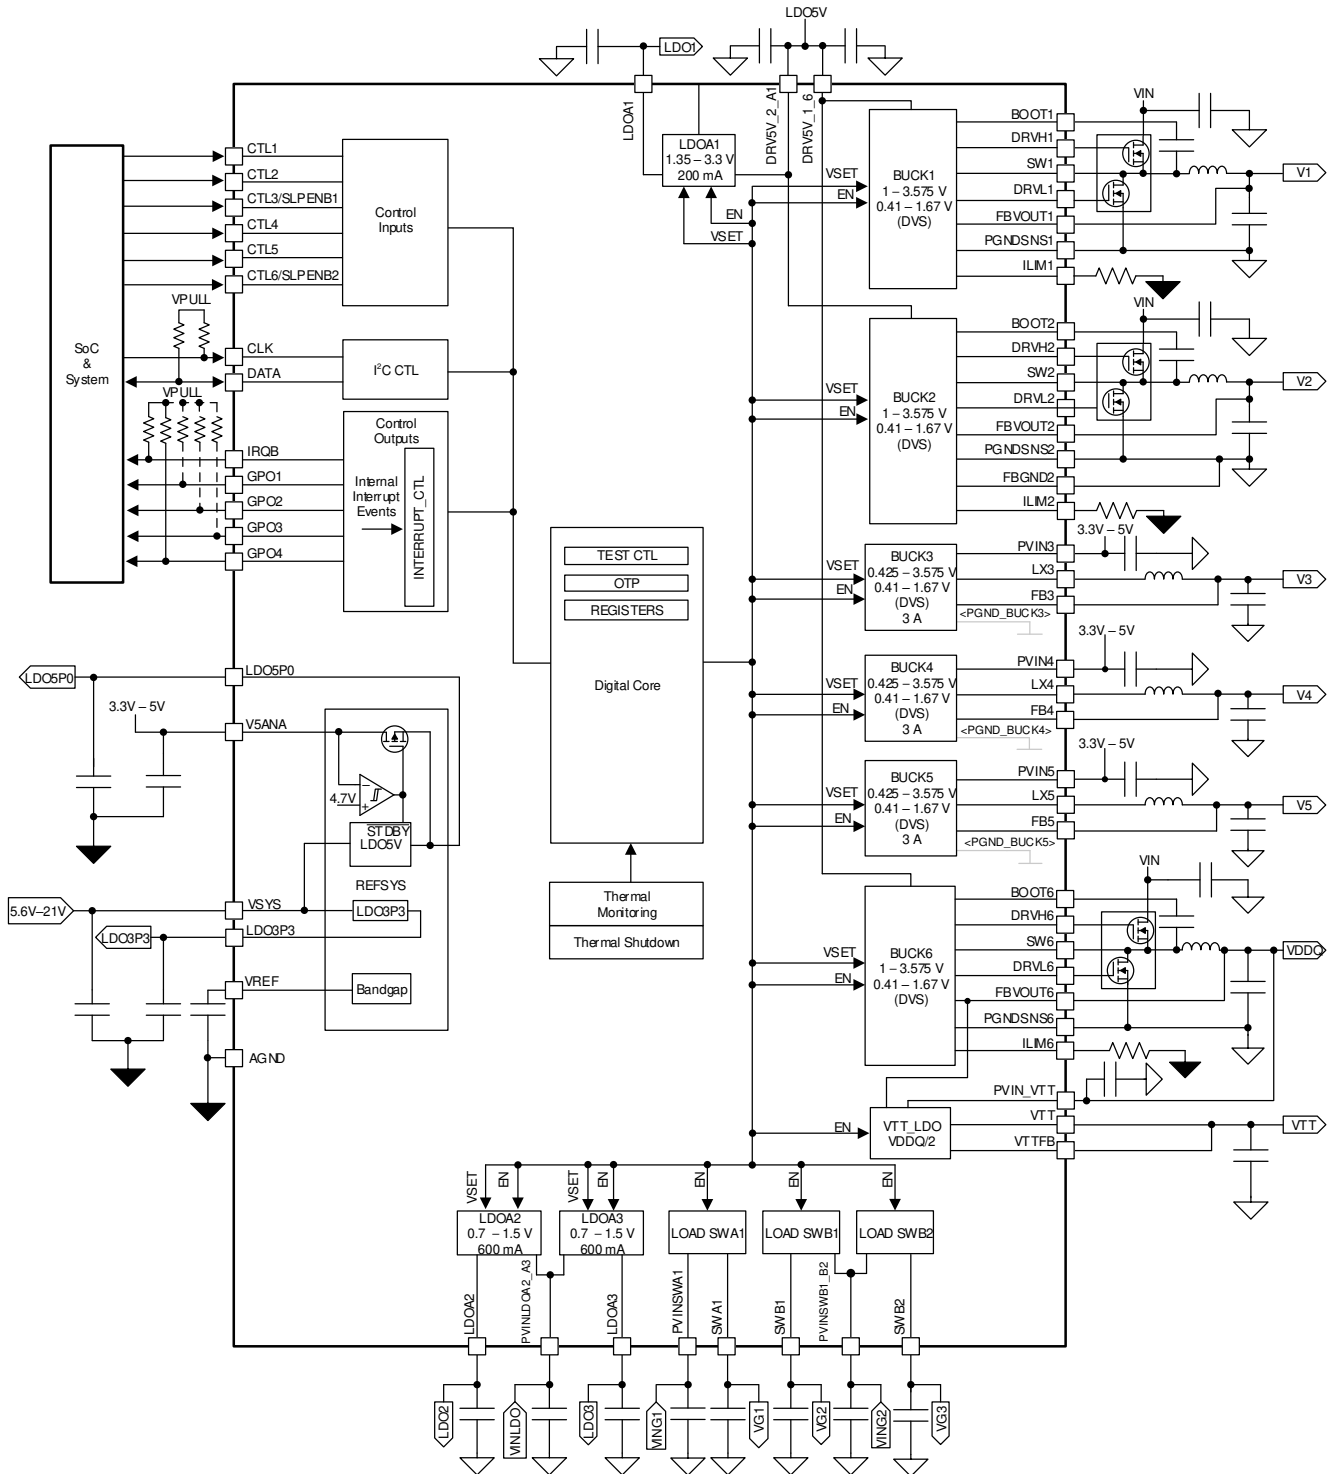 LDO5V
LDO1
LDOA1
DRV5V_2_A1
DRV5V_1_6
LDOA1
1.35 – 3.3 V
200 mA
EN
VSET
SoC
&
System
CTL1
CTL2
CTL3/SLPENB1
CTL4
CTL5
CTL6/SLPENB2
Control
Inputs
VPULL
CLK
DATA
I²C CTL
VPULL
IRQB
GPO1
GPO2
GPO3
GPO4
Control
Outputs
Internal
Interrupt
Events
INTERRUPT_CTL
TEST CTL
OTP
REGISTERS
Digital Core
Thermal
Monitoring
Thermal Shutdown
LDO5P0
LDO5P0
3.3V – 5V
V5ANA
4.7V
STDBY
LDO5V
REFSYS
5.6V–21V
VSYS
LDO3P3
LDO3P3
LDO3P3
VREF
Bandgap
AGND
VSET
EN
BUCK1
1 – 3.575 V
0.41 – 1.67 V
(DVS)
BOOT1
DRVH1
SW1
DRVL1
FBVOUT1
PGNDSNS1
ILIM1
VIN
V1
VSET
EN
BUCK2
1 – 3.575 V
0.41 – 1.67 V
(DVS)
BOOT2
DRVH2
SW2
DRVL2
FBVOUT2
PGNDSNS2
FBGND2
ILIM2
VIN
V2
VSET
EN
BUCK3
0.425 – 3.575 V
0.41 – 1.67 V
(DVS)
3 A
PVIN3
LX3
FB3
<PGND_BUCK3>
3.3V – 5V
V3
VSET
EN
BUCK4
0.425 – 3.575 V
0.41 – 1.67 V
(DVS)
3 A
PVIN4
LX4
FB4
<PGND_BUCK4>
3.3V – 5V
V4
VSET
EN
BUCK5
0.425 – 3.575 V
0.41 – 1.67 V
(DVS)
3 A
PVIN5
LX5
FB5
<PGND_BUCK5>
3.3V – 5V
V5
VSET
EN
BUCK6
1 – 3.575 V
0.41 – 1.67 V
(DVS)
BOOT6
DRVH6
SW6
DRVL6
FBVOUT6
PGNDSNS6
ILIM6
VIN
VDDQ
EN
VTT_LDO
VDDQ/2
PVIN_VTT
VTT
VTTFB
VTT
VSET
EN
LDOA2
0.7 – 1.5 V
600 mA
VSET
EN
LDOA3
0.7 – 1.5 V
600 mA
EN
LOAD SWA1
EN
LOAD SWB1
EN
LOAD SWB2
LDOA2
PVINLDOA2_A3
LDOA3
PVINSWA1
SWA1
SWB1
PVINSWB1_B2
SWB2
LDO2
VINLDO
LDO3
VING1
VG1
VG2
VING2
VG3